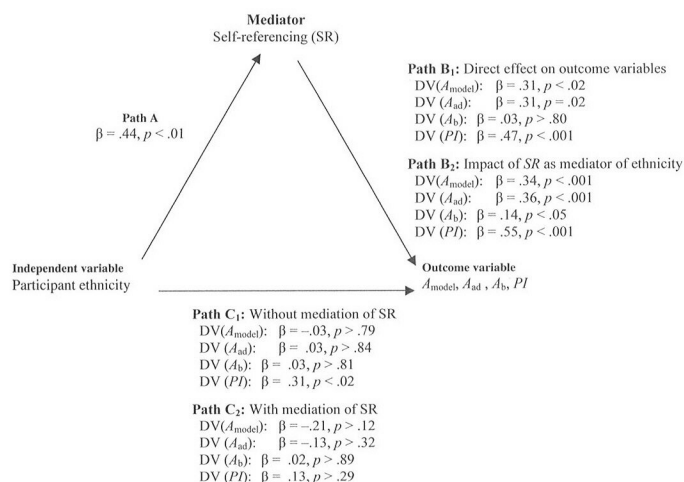 Mediator
Self-referencing (SR)
Path B₁: Direct effect on outcome variables
DV(Amodel): β = .31, p < .02
DV (Aad): β = .31, p = .02
DV (Ab): β = .03, p > .80
DV (PI): β = .47, p < .001
Path A
β = .44, p < .01
Path B₂: Impact of SR as mediator of ethnicity
DV(Amodel): β = .34, p < .001
DV (Aad): β = .36, p < .001
DV (Ab): β = .14, p < .05
DV (PI): β = .55, p < .001
Independent variable
Participant ethnicity
Outcome variable
Amodel, Aad , Ab, PI
Path C₁: Without mediation of SR
DV(Amodel): β = –.03, p > .79
DV (Aad): β = .03, p > .84
DV (Ab): β = .03, p > .81
DV (PI): β = .31, p < .02
Path C₂: With mediation of SR
DV(Amodel): β = –.21, p > .12
DV (Aad): β = –.13, p > .32
DV (Ab): β = .02, p > .89
DV (PI): β = .13, p > .29